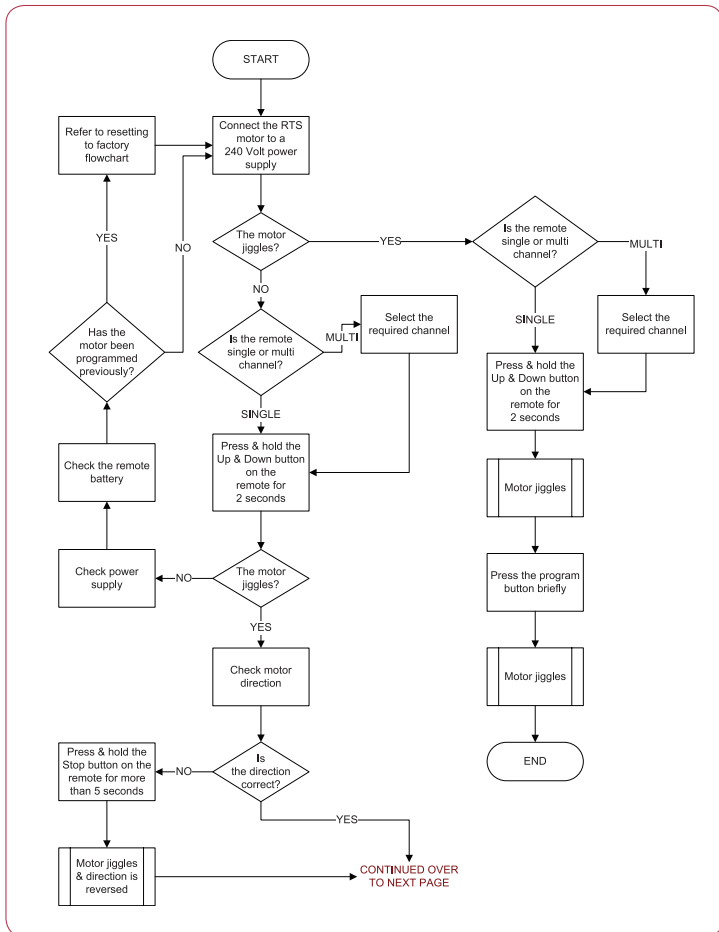 START
Refer to resetting
to factory
flowchart
Connect the RTS
motor to a
240 Volt power
supply
YES
NO
The motor
jiggles?
YES
Is the remote
single or multi
channel?
MULTI
NO
Has the
motor been
programmed
previously?
Is the remote
single or multi
channel?
MULTI
Select the
required channel
SINGLE
Select the
required channel
SINGLE
Press & hold the
Up & Down button
on the
remote for
2 seconds
Press & hold the
Up & Down button
on the
remote for
2 seconds
Check the remote
battery
Motor jiggles
Check power
supply
NO
The motor
jiggles?
Press the program
button briefly
YES
Check motor
direction
Motor jiggles
Press & hold the
Stop button on the
remote for more
than 5 seconds
NO
Is
the direction
correct?
END
YES
Motor jiggles
& direction is
reversed
CONTINUED OVER
TO NEXT PAGE